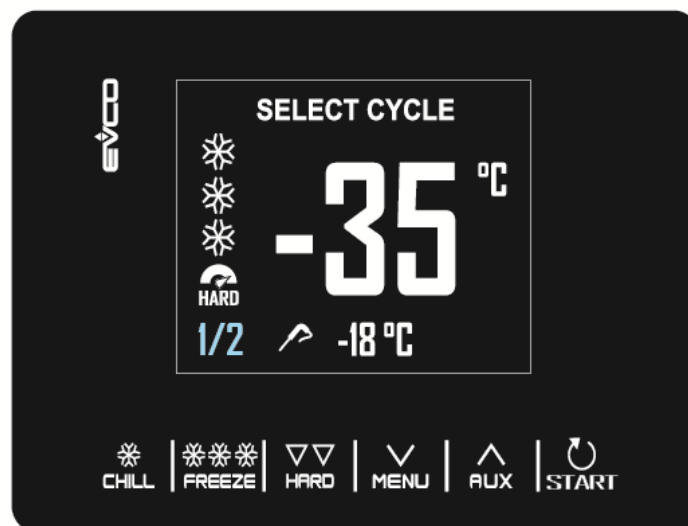 EVCO
SELECT CYCLE
-35 °C
HARD
1/2 -18 °C
CHILL FREEZE HARD MENU AUX START